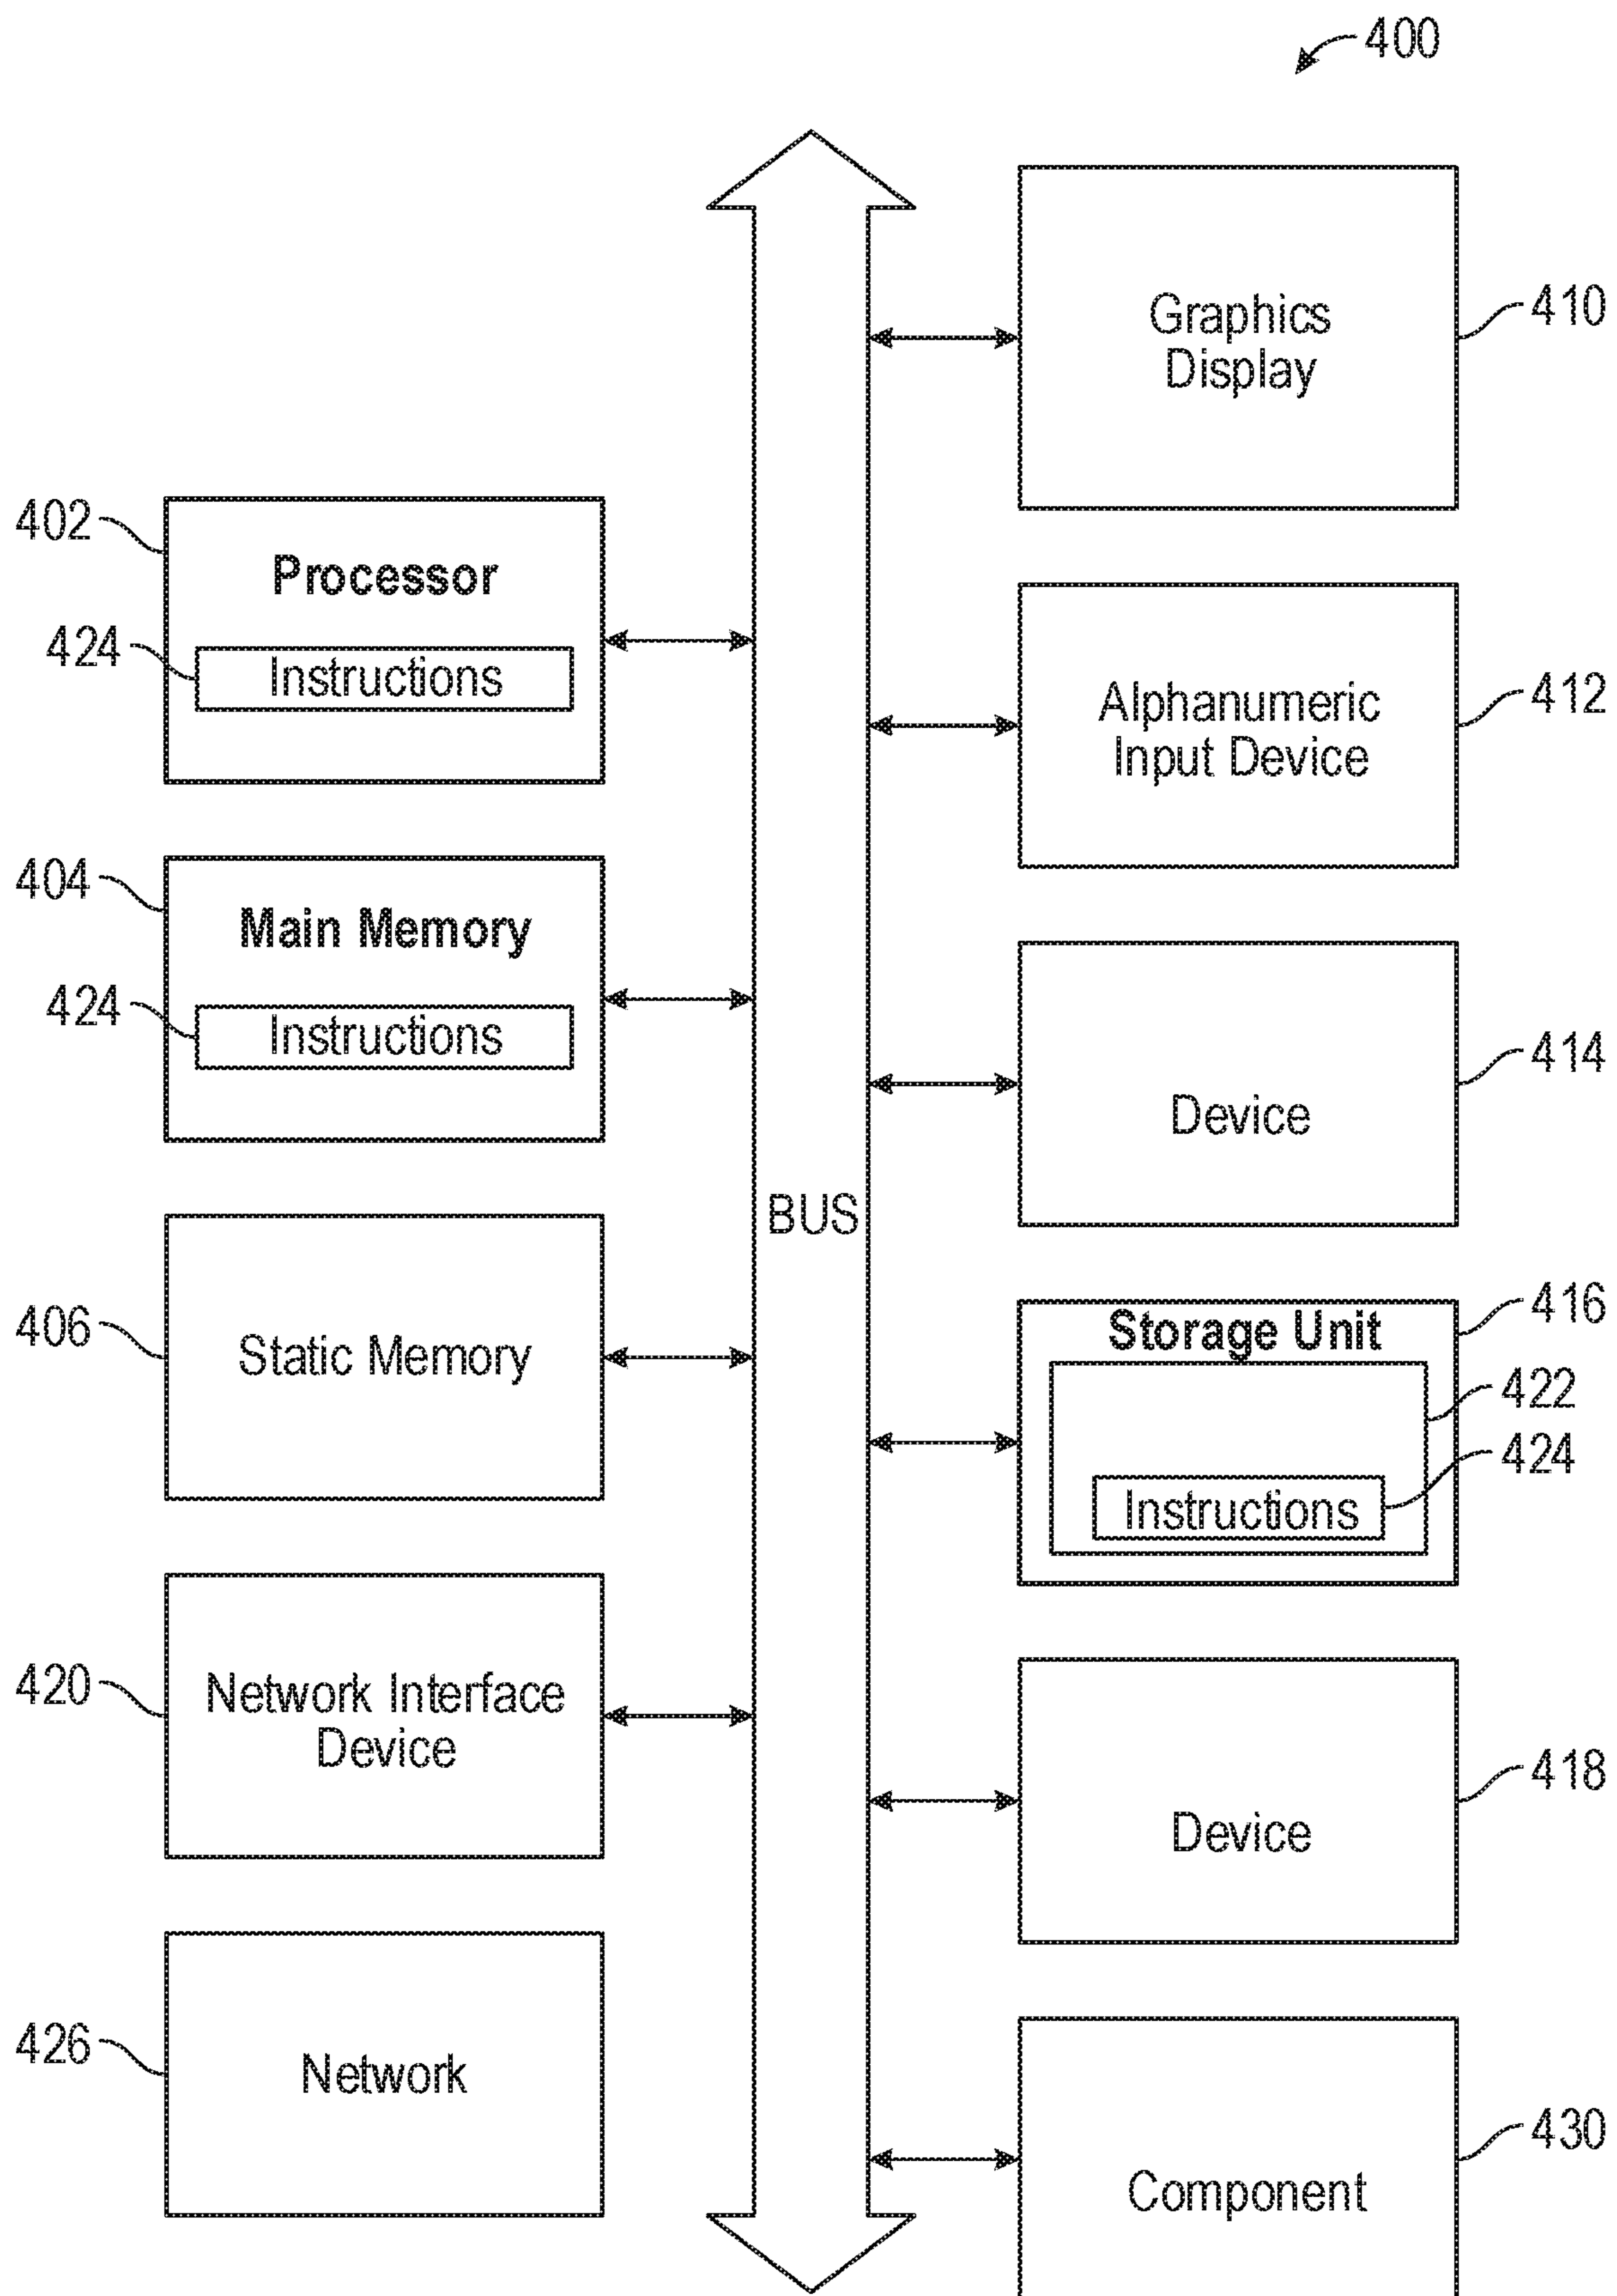 400
Graphics
Display
410
402
Processor
424
Instructions
Alphanumeric
Input Device
412
404
Main Memory
424
Instructions
Device
414
BUS
406
Static Memory
Storage Unit
416
422
424
Instructions
420
Network Interface
Device
Device
418
426
Network
Component
430